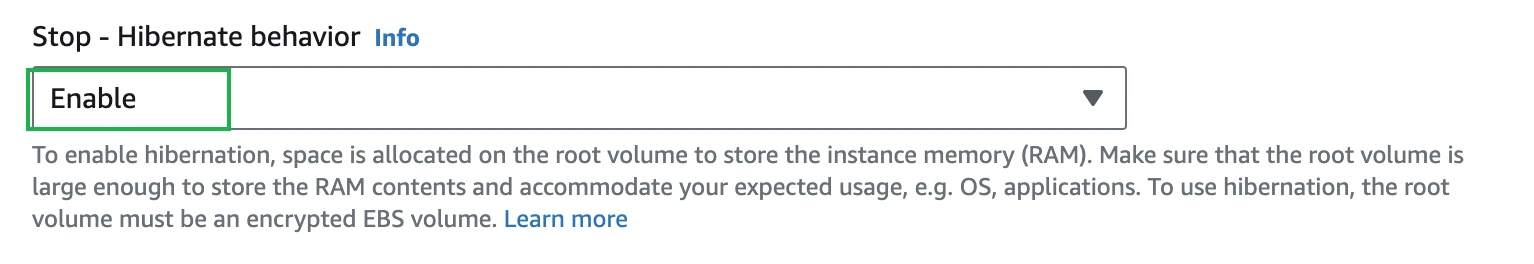 Stop - Hibernate behavior Info
Enable
To enable hibernation, space is allocated on the root volume to store the instance memory (RAM). Make sure that the root volume is
large enough to store the RAM contents and accommodate your expected usage, e.g. OS, applications. To use hibernation, the root
volume must be an encrypted EBS volume. Learn more